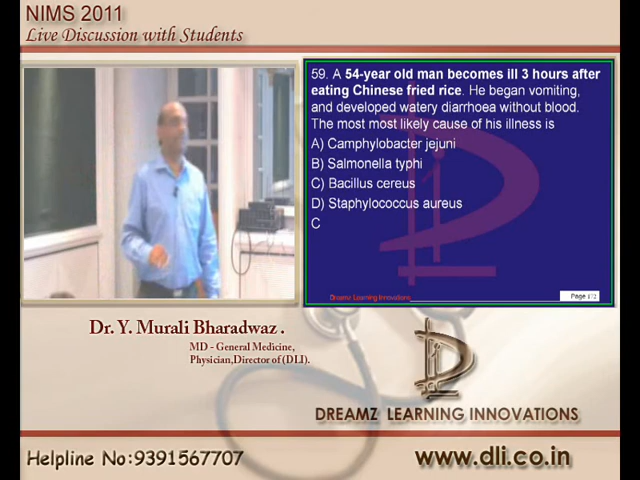 NIMS 2011
Live Discussion with Students
59. A 54-year old man becomes ill 3 hours after
eating Chinese fried rice. He began vomiting,
and developed watery diarrhoea without blood.
The most most likely cause of his illness is
A) Camphylobacter jejuni
B) Salmonella typhi
C) Bacillus cereus
D) Staphylococcus aureus
C
Dreamz Learning Innovations
Dr. Y. Murali Bharadwaz .
MD - General Medicine,
Physician,Director of (DLI).
DREAMZ LEARNING INNOVATIONS
Helpline No:9391567707
www.dli.co.in